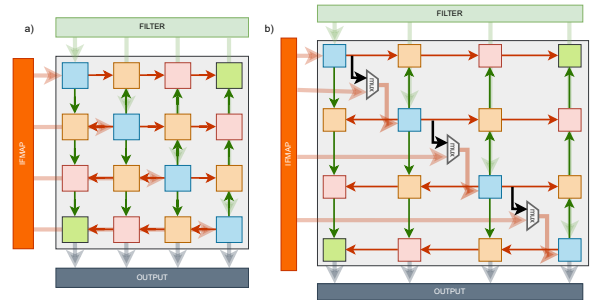 a)
FILTER
IFMAP
OUTPUT
b)
FILTER
IFMAP
mux
mux
mux
OUTPUT